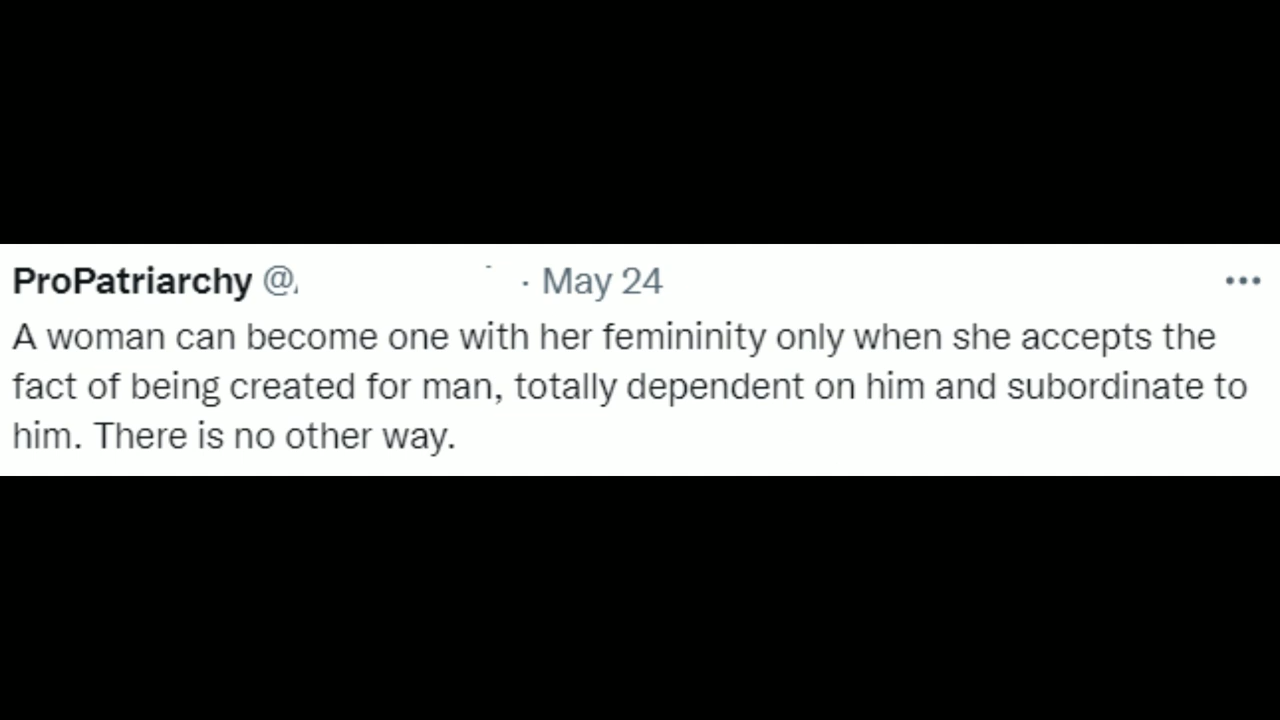 ProPatriarchy @ · May 24
A woman can become one with her femininity only when she accepts the
fact of being created for man, totally dependent on him and subordinate to
him. There is no other way.